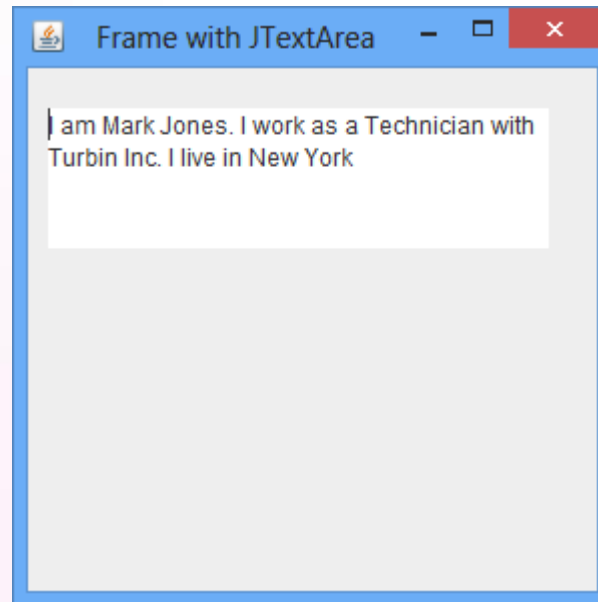 Frame with JTextArea
I am Mark Jones. I work as a Technician with
Turbin Inc. I live in New York